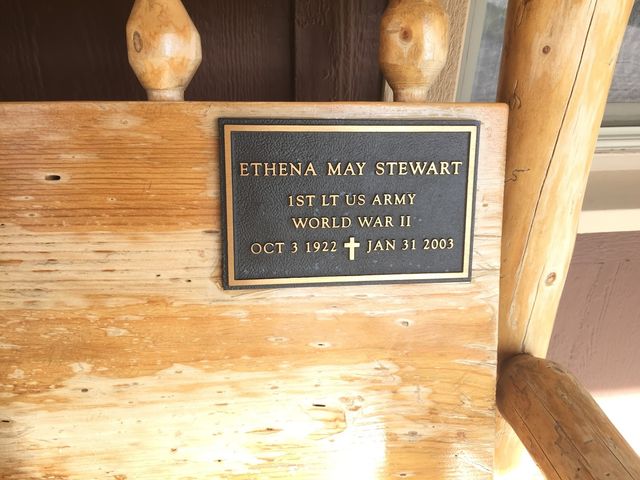 ETHENA MAY STEWART
1ST LT US ARMY
WORLD WAR II
OCT 3 1922 ✝ JAN 31 2003